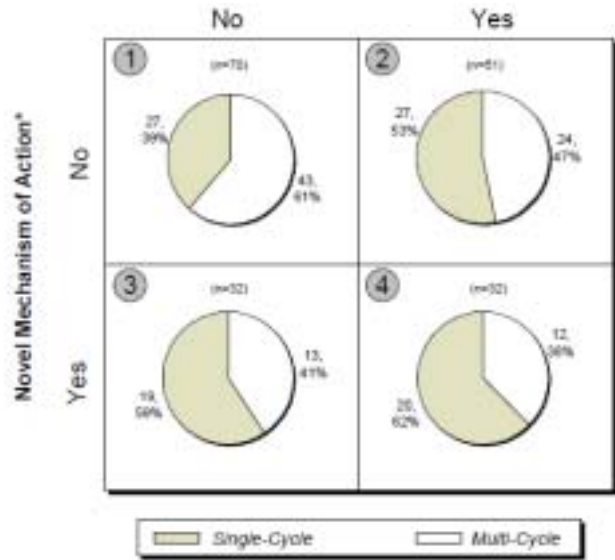 No
Yes
Novel Mechanism of Action*
No
Yes
1
(n=70)
27,
39%
43,
61%
2
(n=51)
27,
53%
24,
47%
3
(n=32)
19,
59%
13,
41%
4
(n=32)
20,
62%
12,
38%
Single-Cycle
Multi-Cycle